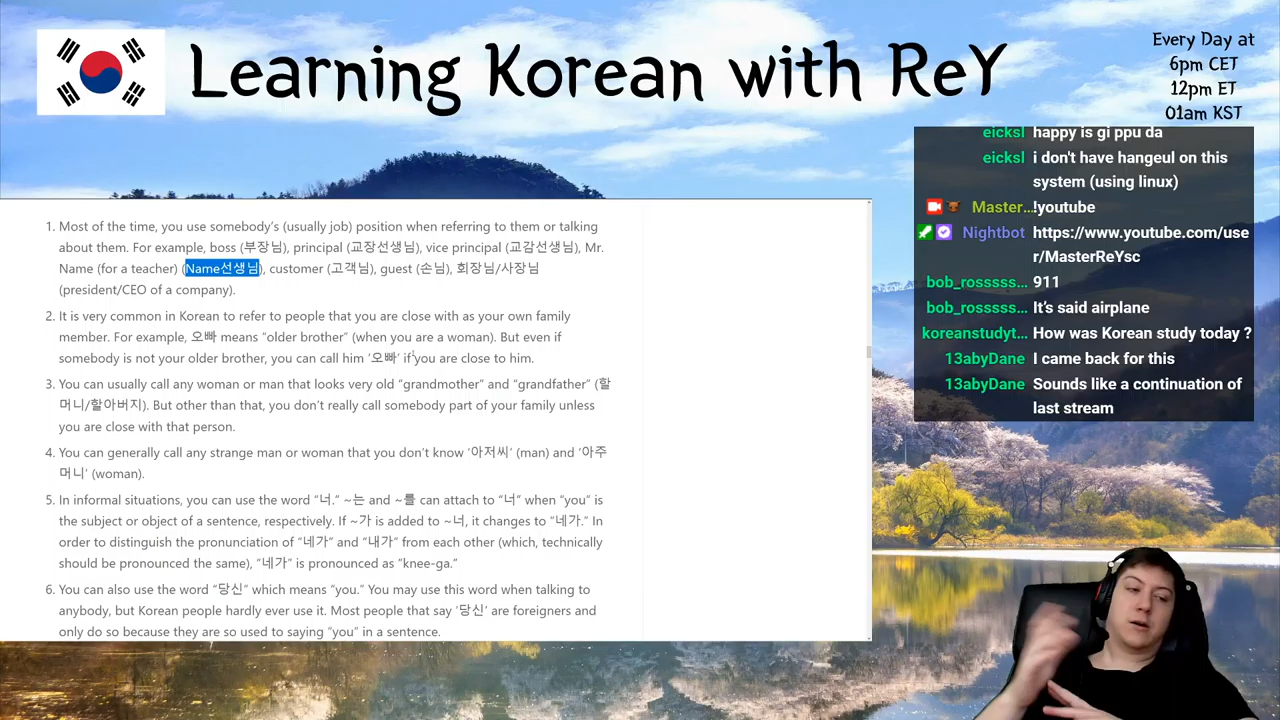 Learning Korean with ReY
Every Day at
6pm CET
12pm ET
01am KST
1. Most of the time, you use somebody's (usually job) position when referring to them or talking
about them. For example, boss (부장님), principal (교장선생님), vice principal (교감선생님), Mr.
Name (for a teacher) (Name선생님), customer (고객님), guest (손님), 회장님/사장님
(president/CEO of a company).
2. It is very common in Korean to refer to people that you are close with as your own family
member. For example, 오빠 means "older brother" (when you are a woman). But even if
somebody is not your older brother, you can call him '오빠' if you are close to him.
3. You can usually call any woman or man that looks very old "grandmother" and "grandfather" (할
머니/할아버지). But other than that, you don't really call somebody part of your family unless
you are close with that person.
4. You can generally call any strange man or woman that you don't know '아저씨' (man) and '아주
머니' (woman).
5. In informal situations, you can use the word "너." ~는 and ~를 can attach to "너" when "you" is
the subject or object of a sentence, respectively. If ~가 is added to ~너, it changes to "네가." In
order to distinguish the pronunciation of "네가" and "내가" from each other (which, technically
should be pronounced the same), "네가" is pronounced as "knee-ga."
6. You can also use the word "당신" which means "you." You may use this word when talking to
anybody, but Korean people hardly ever use it. Most people that say '당신' are foreigners and
only do so because they are so used to saying "you" in a sentence.
eicksl happy is gi ppu da
eicksl i don't have hangeul on this
system (using linux)
Master... !youtube
Nightbot https://www.youtube.com/use
r/MasterReYsc
bob_rosssss... 911
bob_rosssss... It's said airplane
koreanstudyt... How was Korean study today ?
13abyDane I came back for this
13abyDane Sounds like a continuation of
last stream